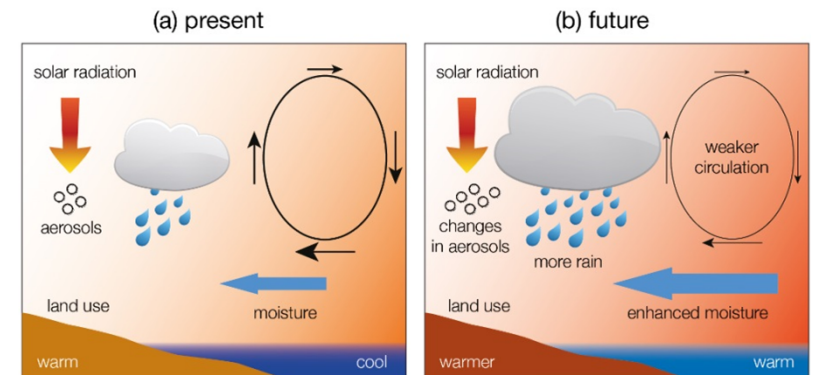 (a) present
solar radiation
aerosols
moisture
land use
warm
cool
(b) future
solar radiation
weaker
circulation
changes
in aerosols
more rain
land use
enhanced moisture
warmer
warm